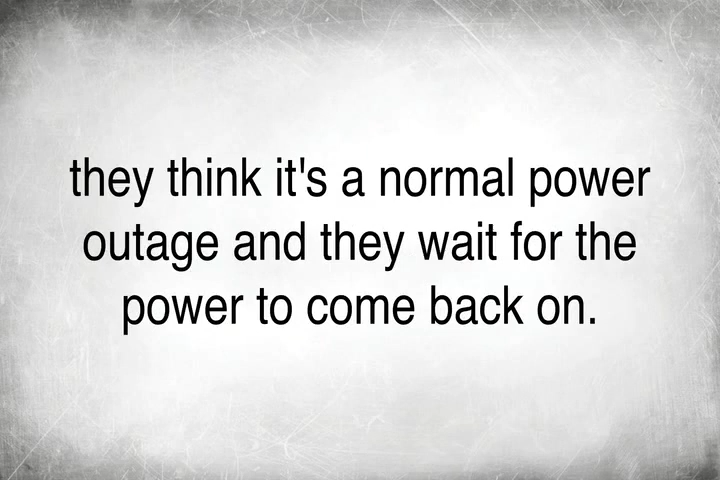 they think it's a normal power
outage and they wait for the
power to come back on.